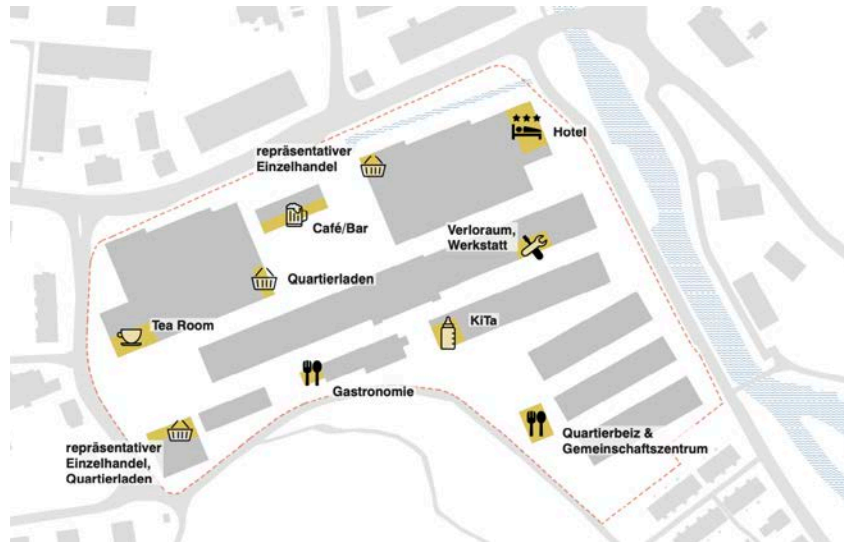 Hotel
repräsentativer
Einzelhandel
Café/Bar
Verloraum,
Werkstatt
Quartierladen
Tea Room
KiTa
Gastronomie
Quartierbeiz &
Gemeinschaftszentrum
repräsentativer
Einzelhandel,
Quartierladen